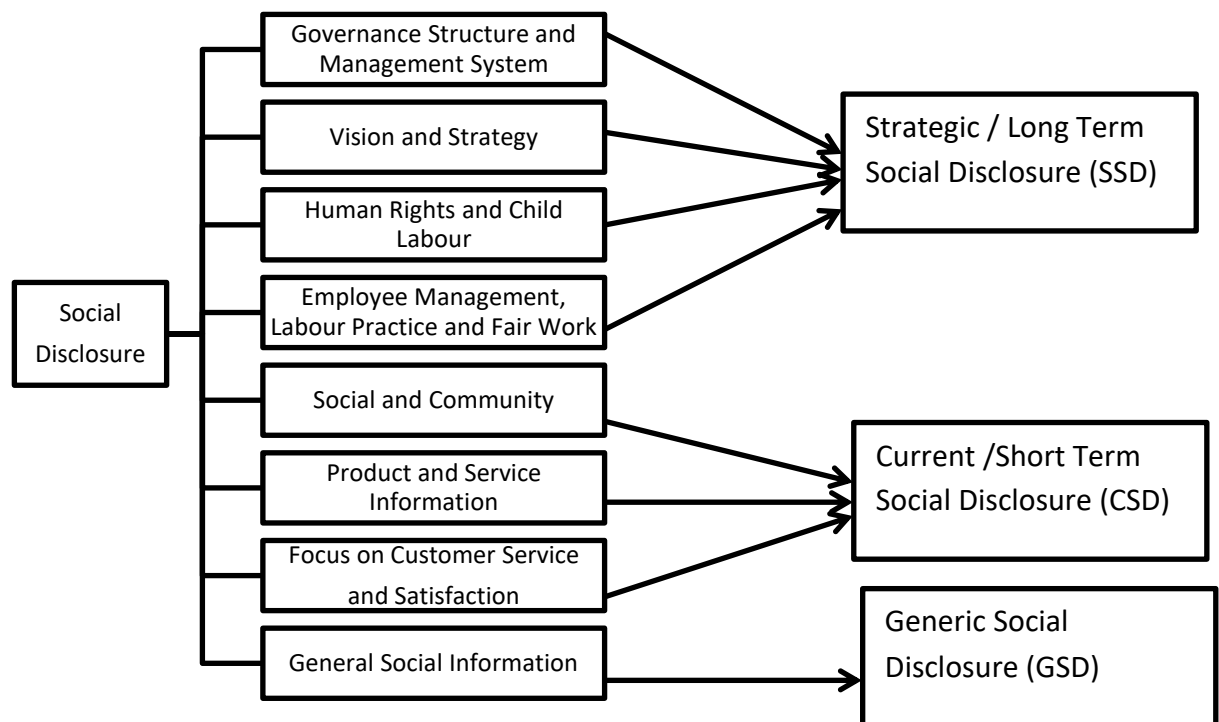 Social
Disclosure
Governance Structure and
Management System
Vision and Strategy
Human Rights and Child
Labour
Employee Management,
Labour Practice and Fair Work
Social and Community
Product and Service
Information
Focus on Customer Service
and Satisfaction
General Social Information
Strategic / Long Term
Social Disclosure (SSD)
Current /Short Term
Social Disclosure (CSD)
Generic Social
Disclosure (GSD)